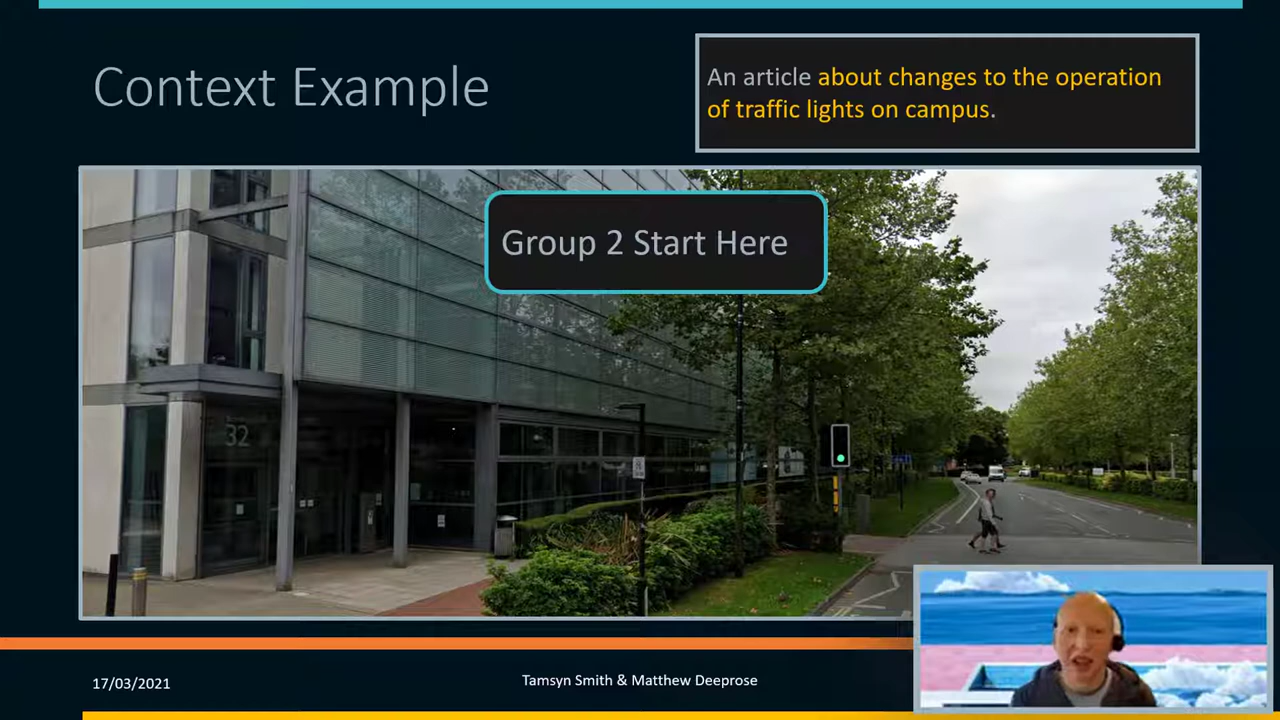 Context Example
An article about changes to the operation
of traffic lights on campus.
Group 2 Start Here
32
17/03/2021
Tamsyn Smith & Matthew Deeprose